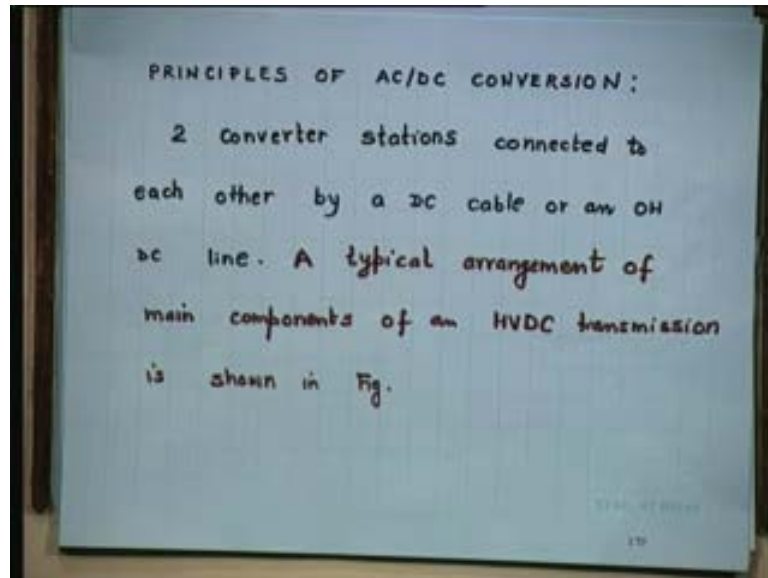 PRINCIPLES OF AC/DC CONVERSION :
2 converter stations connected to
each other by a DC cable or an OH
DC line. A typical arrangement of
main components of an HVDC transmission
is shown in Fig.